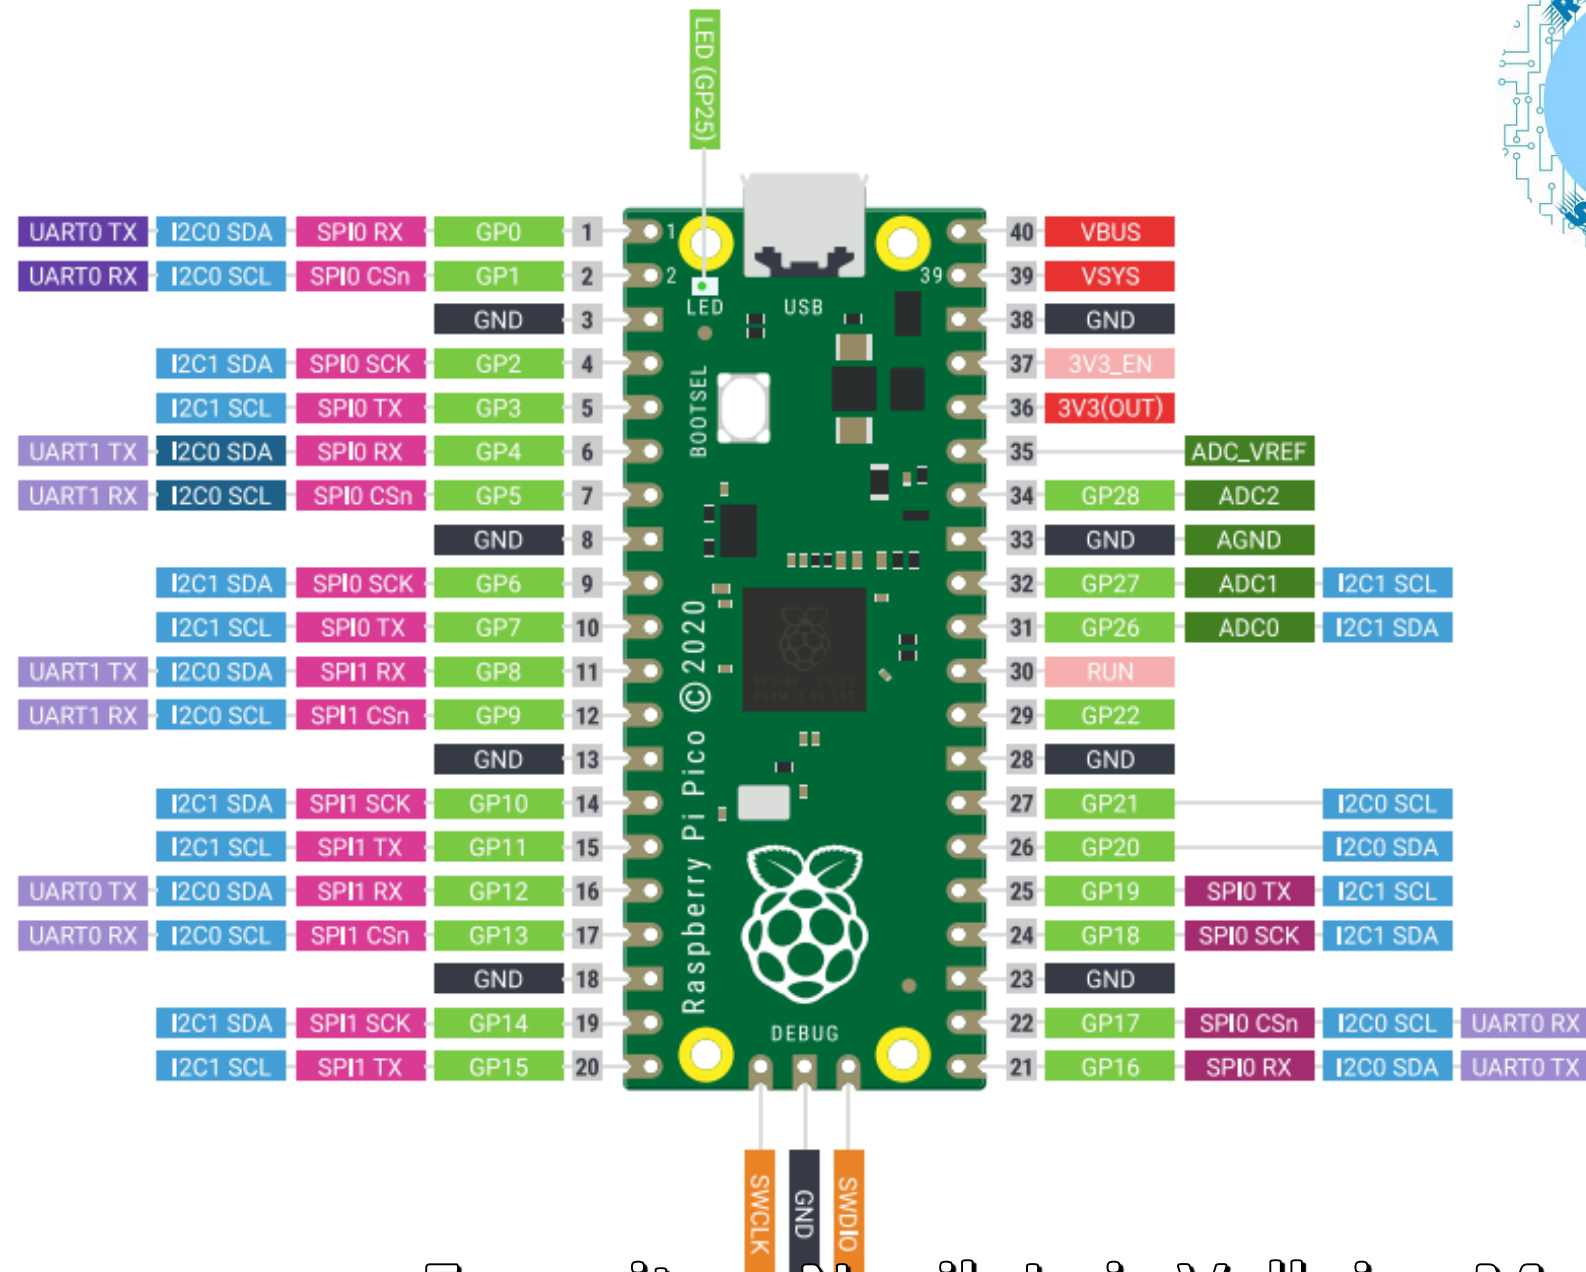 LED (GP25)
UART0 TX I2C0 SDA SPI0 RX GP0 1 1 40 VBUS
UART0 RX I2C0 SCL SPI0 CSn GP1 2 2 39 39 VSYS
LED USB
GND 3 38 GND
I2C1 SDA SPI0 SCK GP2 4 37 3V3_EN
I2C1 SCL SPI0 TX GP3 5 36 3V3(OUT)
BOOTSEL
UART1 TX I2C0 SDA SPI0 RX GP4 6 35 ADC_VREF
UART1 RX I2C0 SCL SPI0 CSn GP5 7 34 GP28 ADC2
GND 8 33 GND AGND
I2C1 SDA SPI0 SCK GP6 9 32 GP27 ADC1 I2C1 SCL
I2C1 SCL SPI0 TX GP7 10 31 GP26 ADC0 I2C1 SDA
UART1 TX I2C0 SDA SPI1 RX GP8 11 30 RUN
UART1 RX I2C0 SCL SPI1 CSn GP9 12 29 GP22
GND 13 28 GND
I2C1 SDA SPI1 SCK GP10 14 27 GP21 I2C0 SCL
I2C1 SCL SPI1 TX GP11 15 26 GP20 I2C0 SDA
UART0 TX I2C0 SDA SPI1 RX GP12 16 25 GP19 SPI0 TX I2C1 SCL
UART0 RX I2C0 SCL SPI1 CSn GP13 17 24 GP18 SPI0 SCK I2C1 SDA
GND 18 23 GND
Raspberry Pi Pico ©2020
I2C1 SDA SPI1 SCK GP14 19 22 GP17 SPI0 CSn I2C0 SCL UART0 RX
DEBUG
I2C1 SCL SPI1 TX GP15 20 21 GP16 SPI0 RX I2C0 SDA UART0 TX
SWCLK GND SWDIO